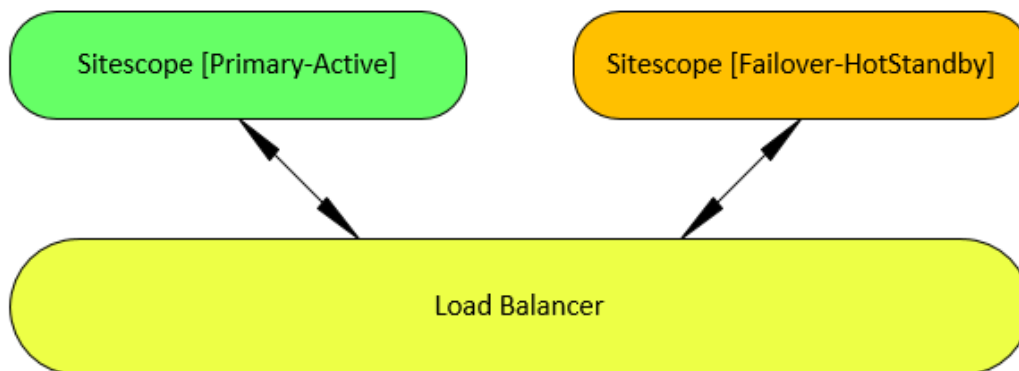 Sitescope [Primary-Active]
Sitescope [Failover-HotStandby]
Load Balancer